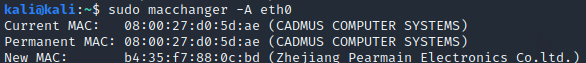 kali@kali:~$ sudo macchanger -A eth0
Current MAC:   08:00:27:d0:5d:ae (CADMUS COMPUTER SYSTEMS)
Permanent MAC: 08:00:27:d0:5d:ae (CADMUS COMPUTER SYSTEMS)
New MAC:       b4:35:f7:88:0c:bd (Zhejiang Pearmain Electronics Co.ltd.)